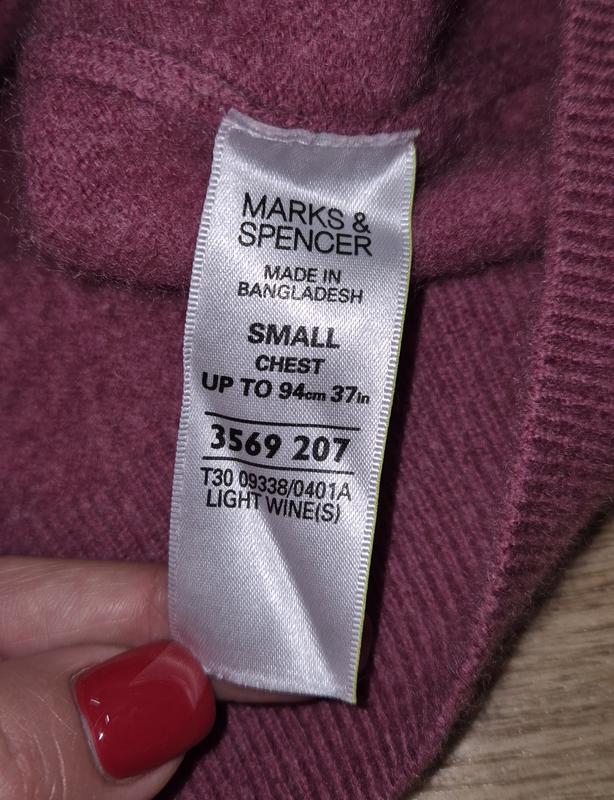 MARKS &
SPENCER
MADE IN
BANGLADESH
SMALL
CHEST
UP TO 94cm 37in
3569 207
T30 09338/0401A
LIGHT WINE(S)